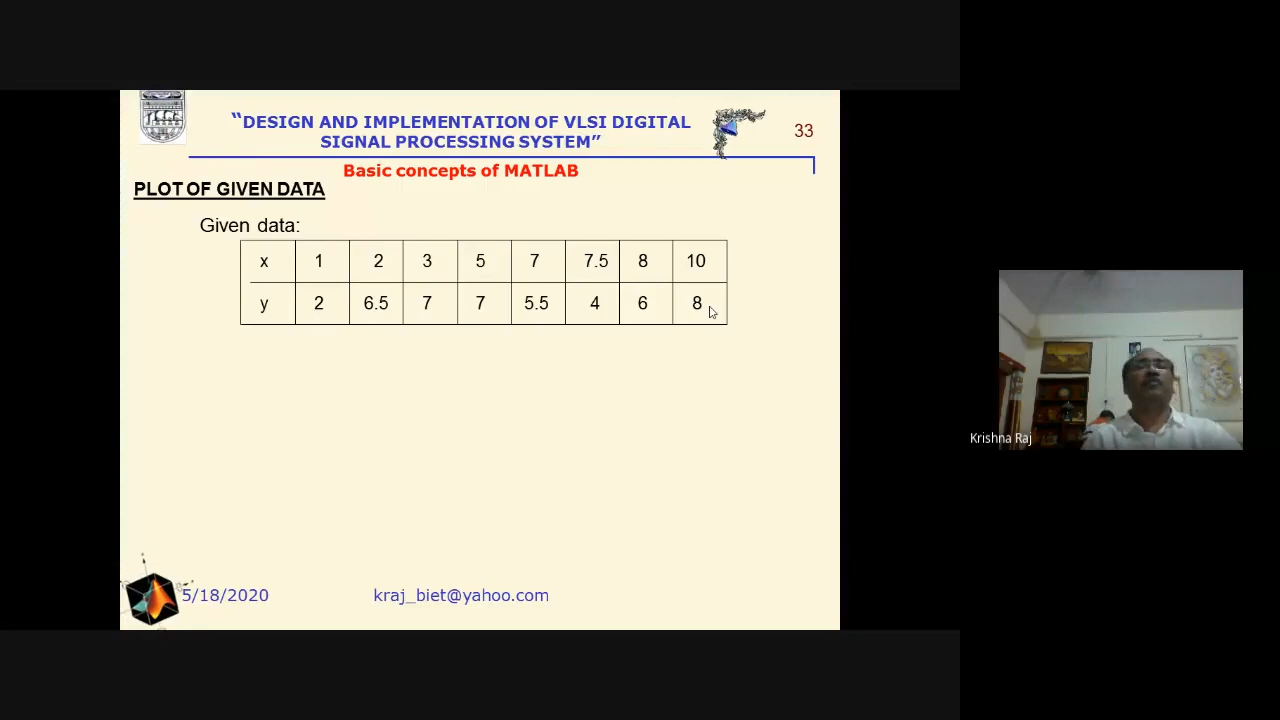 “DESIGN AND IMPLEMENTATION OF VLSI DIGITAL
SIGNAL PROCESSING SYSTEM”
33
Basic concepts of MATLAB
PLOT OF GIVEN DATA
Given data:
x 1 2 3 5 7 7.5 8 10
y 2 6.5 7 7 5.5 4 6 8
Krishna Raj
5/18/2020 kraj_biet@yahoo.com